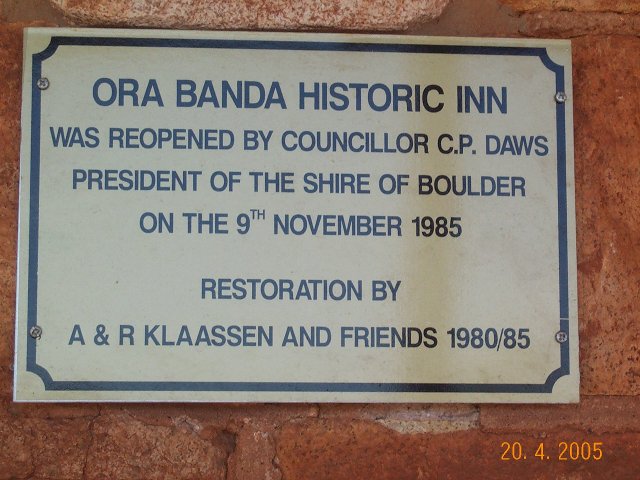 ORA BANDA HISTORIC INN
WAS REOPENED BY COUNCILLOR C.P. DAWS
PRESIDENT OF THE SHIRE OF BOULDER
ON THE 9TH NOVEMBER 1985
RESTORATION BY
A & R KLAASSEN AND FRIENDS 1980/85
20. 4. 2005